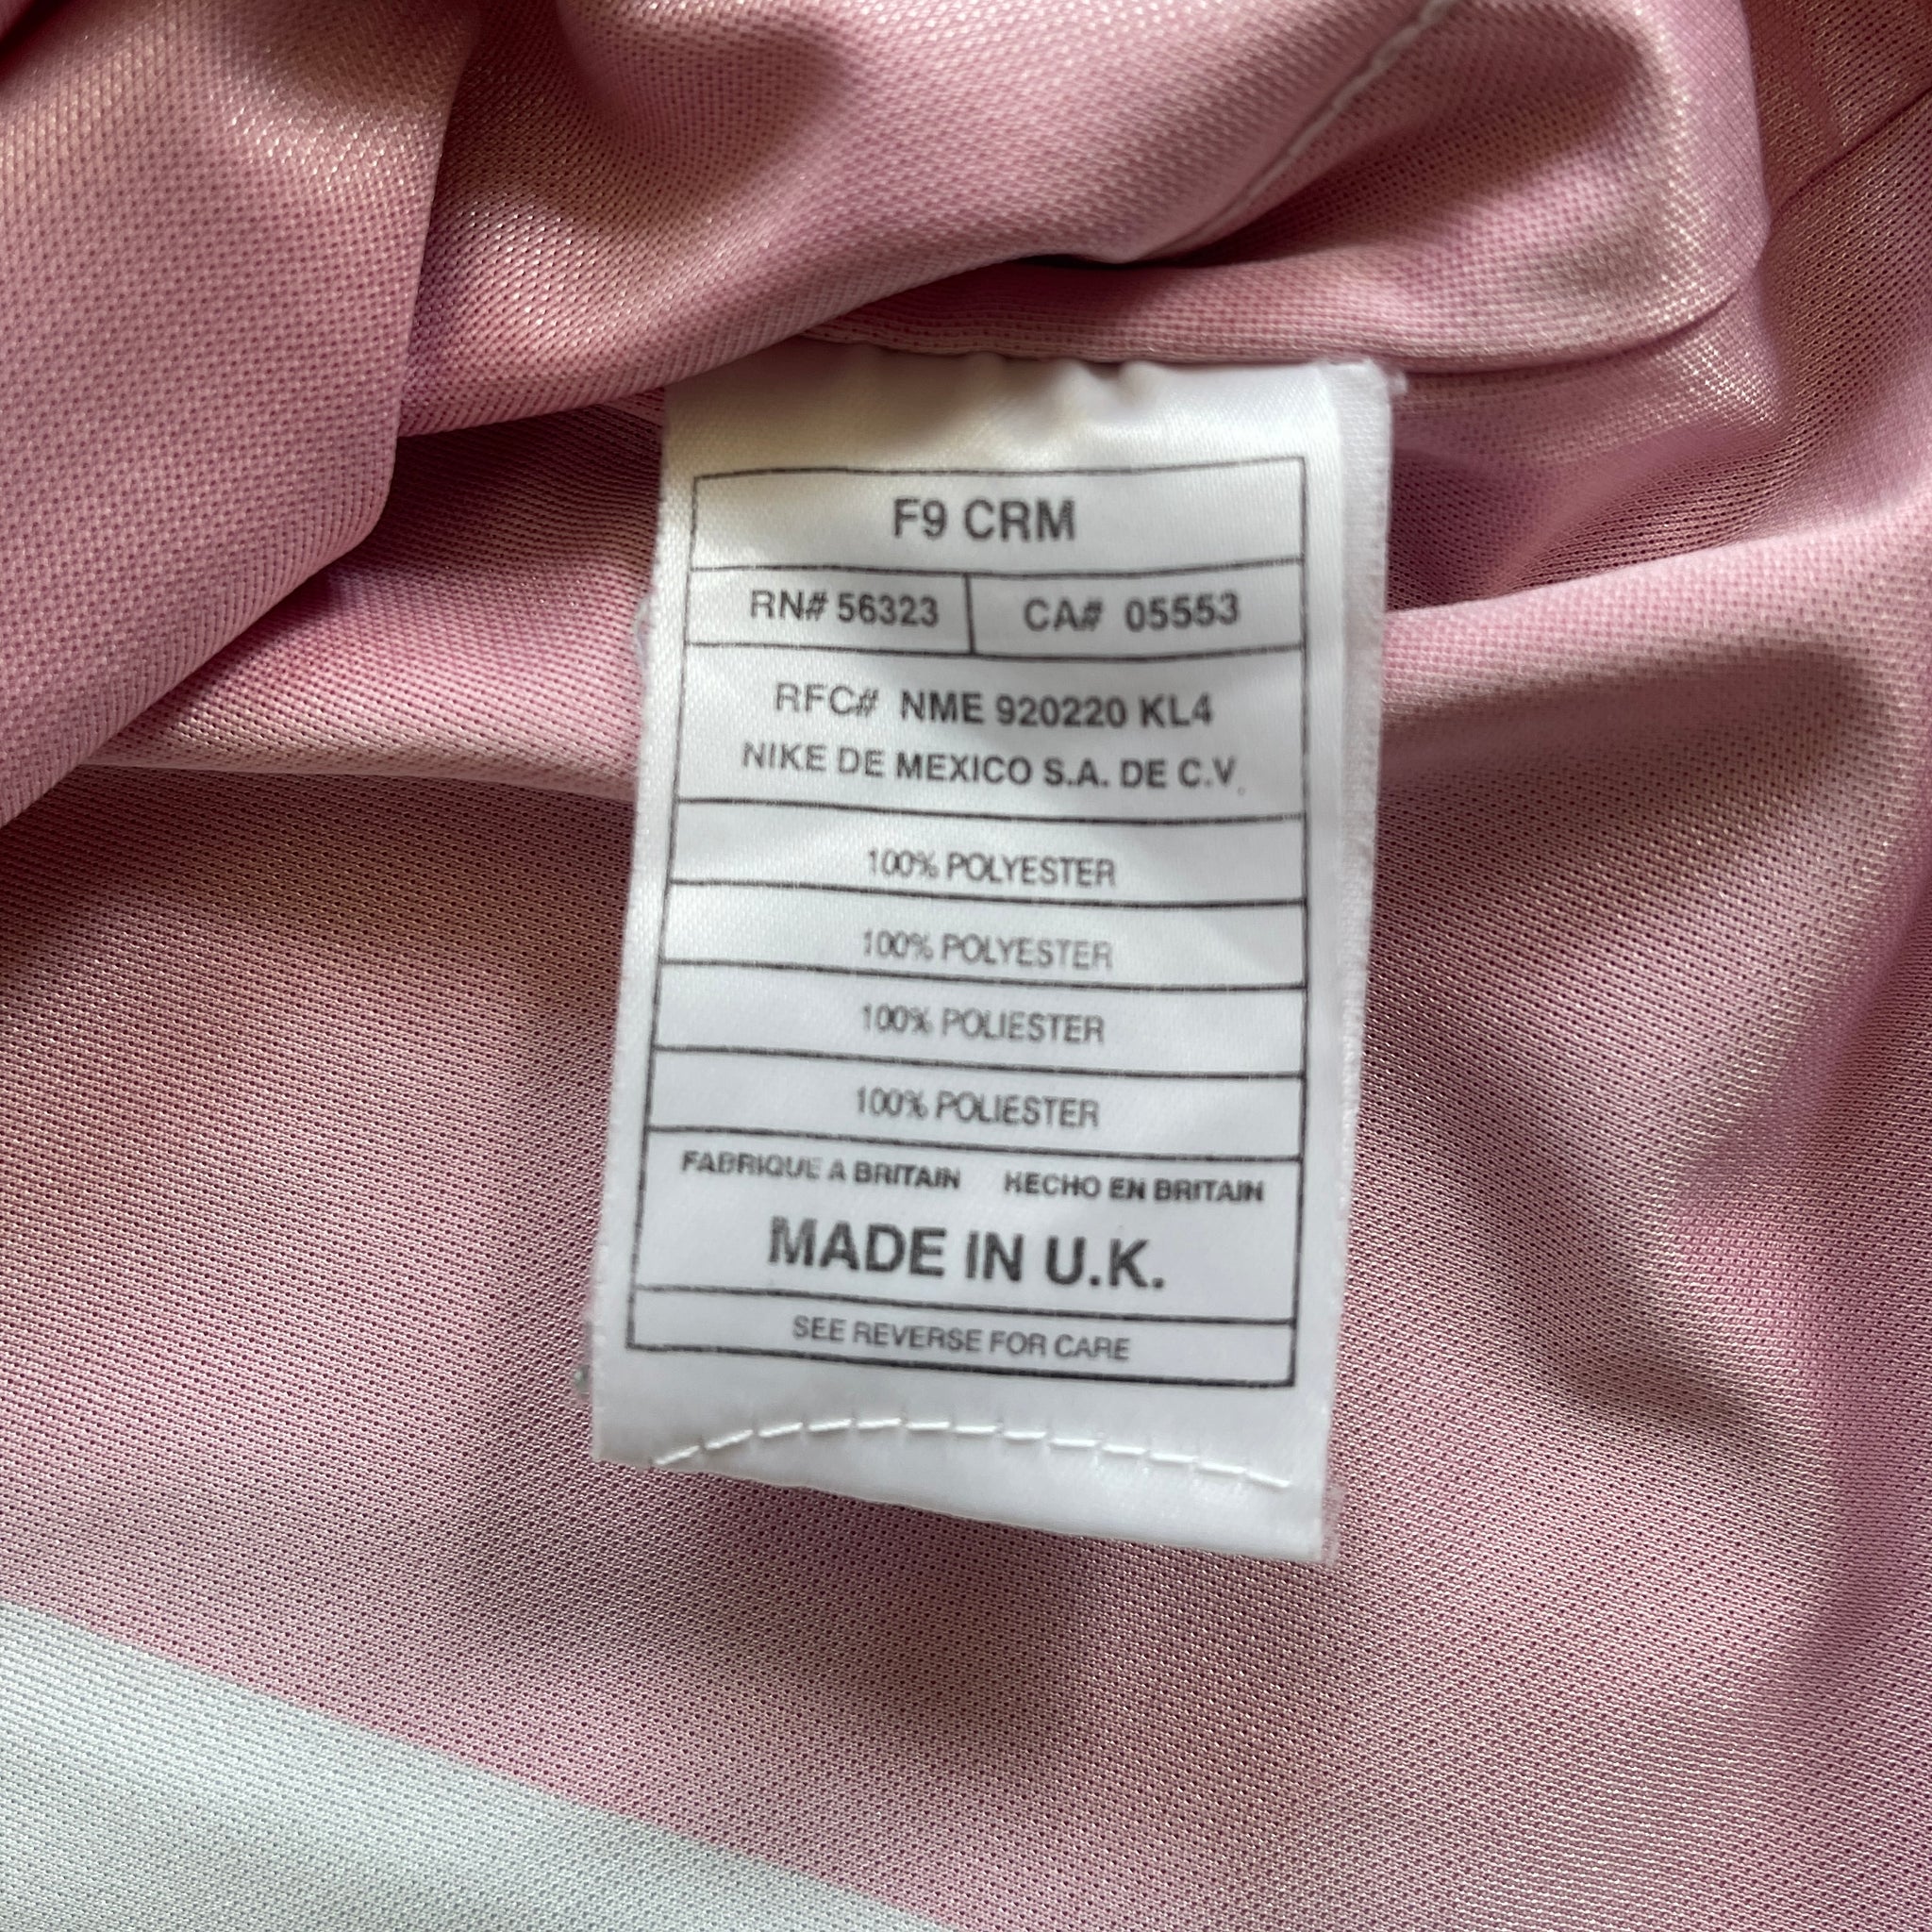 F9 CRM
RN# 56323 CA# 05553
RFC# NME 920220 KL4
NIKE DE MEXICO S.A. DE C.V.
100% POLYESTER
100% POLYESTER
100% POLIESTER
100% POLIESTER
FABRIQUE A BRITAIN HECHO EN BRITAIN
MADE IN U.K.
SEE REVERSE FOR CARE